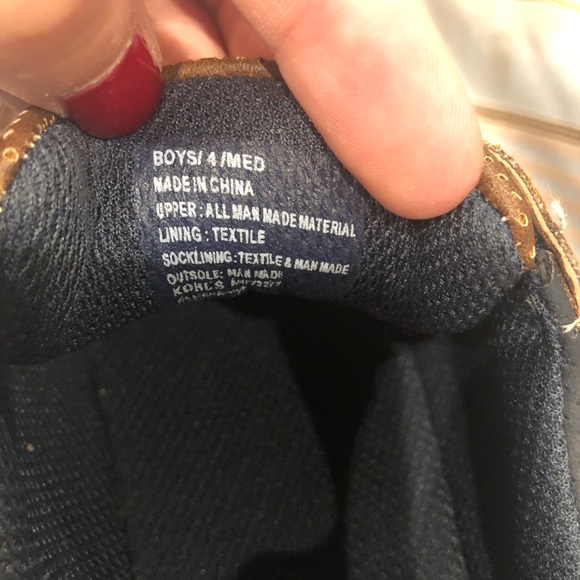 BOYS/ 4 /MED
MADE IN CHINA
UPPER : ALL MAN MADE MATERIAL
LINING : TEXTILE
SOCKLINING : TEXTILE & MAN MADE
OUTSOLE: MAN MADE
KOHL'S